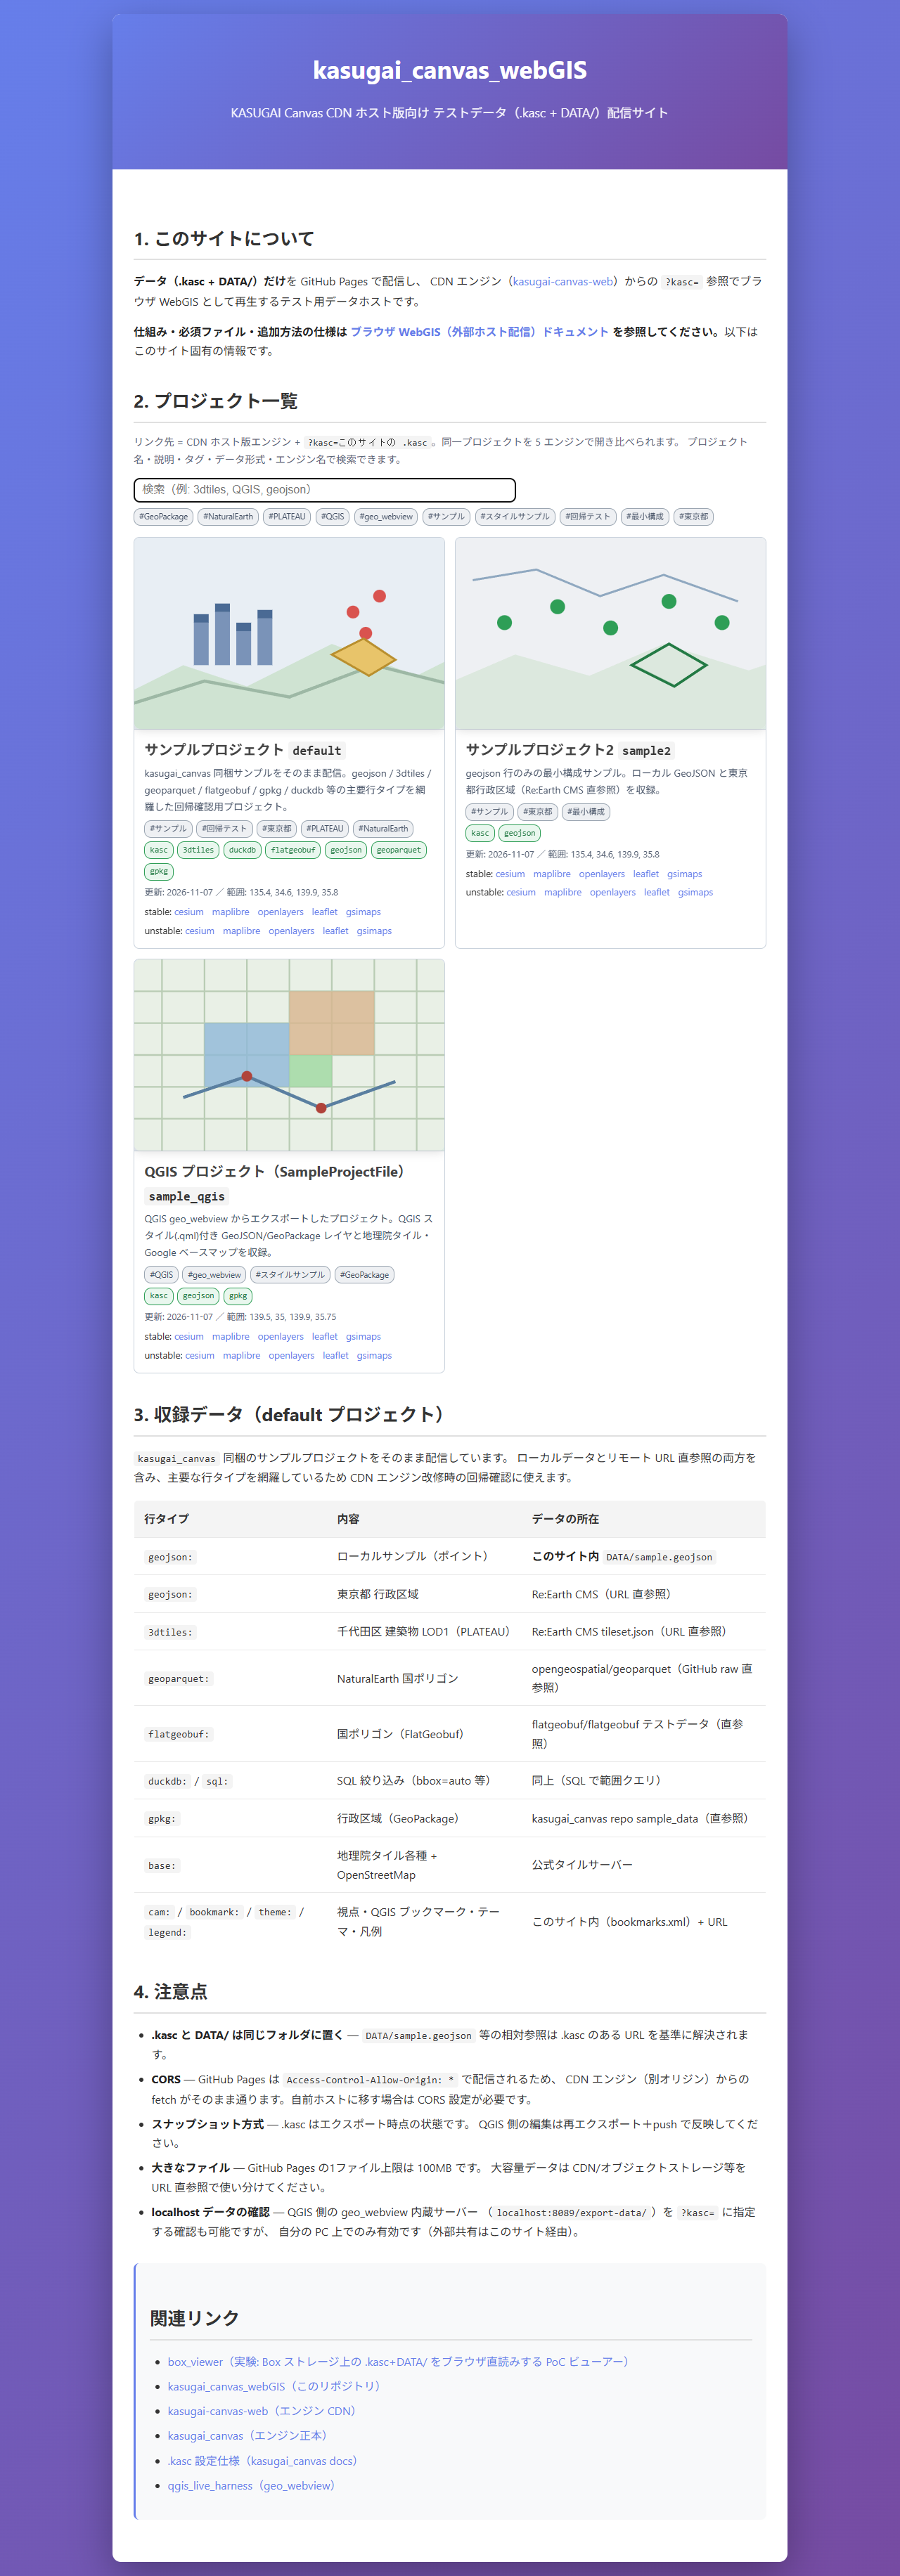 kasugai_canvas_webGIS
KASUGAI Canvas CDN ホスト版向け テストデータ（.kasc + DATA/）配信サイト
1. このサイトについて
データ（.kasc + DATA/）だけを GitHub Pages で配信し、 CDN エンジン（kasugai-canvas-web）からの ?kasc= 参照でブラ
ウザ WebGIS として再生するテスト用データホストです。
仕組み・必須ファイル・追加方法の仕様は ブラウザ WebGIS（外部ホスト配信）ドキュメント を参照してください。以下は
このサイト固有の情報です。
2. プロジェクト一覧
リンク先 = CDN ホスト版エンジン + ?kasc=このサイトの .kasc。同一プロジェクトを 5 エンジンで開き比べられます。 プロジェクト
名・説明・タグ・データ形式・エンジン名で検索できます。
検索（例: 3dtiles, QGIS, geojson）
#GeoPackage #NaturalEarth #PLATEAU #QGIS #geo_webview #サンプル #スタイルサンプル #回帰テスト #最小構成 #東京都
サンプルプロジェクト default
kasugai_canvas 同梱サンプルをそのまま配信。geojson / 3dtiles /
geoparquet / flatgeobuf / gpkg / duckdb 等の主要行タイプを網
羅した回帰確認用プロジェクト。
#サンプル #回帰テスト #東京都 #PLATEAU #NaturalEarth
kasc 3dtiles duckdb flatgeobuf geojson geoparquet
gpkg
更新: 2026-11-07 ／ 範囲: 135.4, 34.6, 139.9, 35.8
stable: cesium maplibre openlayers leaflet gsimaps
unstable: cesium maplibre openlayers leaflet gsimaps
サンプルプロジェクト2 sample2
geojson 行のみの最小構成サンプル。ローカル GeoJSON と東京
都行政区域（Re:Earth CMS 直参照）を収録。
#サンプル #東京都 #最小構成
kasc geojson
更新: 2026-11-07 ／ 範囲: 135.4, 34.6, 139.9, 35.8
stable: cesium maplibre openlayers leaflet gsimaps
unstable: cesium maplibre openlayers leaflet gsimaps
QGIS プロジェクト（SampleProjectFile）
sample_qgis
QGIS geo_webview からエクスポートしたプロジェクト。QGIS ス
タイル(.qml)付き GeoJSON/GeoPackage レイヤと地理院タイル・
Google ベースマップを収録。
#QGIS #geo_webview #スタイルサンプル #GeoPackage
kasc geojson gpkg
更新: 2026-11-07 ／ 範囲: 139.5, 35, 139.9, 35.75
stable: cesium maplibre openlayers leaflet gsimaps
unstable: cesium maplibre openlayers leaflet gsimaps
3. 収録データ（default プロジェクト）
kasugai_canvas 同梱のサンプルプロジェクトをそのまま配信しています。 ローカルデータとリモート URL 直参照の両方を
含み、主要な行タイプを網羅しているため CDN エンジン改修時の回帰確認に使えます。
行タイプ 内容 データの所在
geojson: ローカルサンプル（ポイント） このサイト内 DATA/sample.geojson
geojson: 東京都 行政区域 Re:Earth CMS（URL 直参照）
3dtiles: 千代田区 建築物 LOD1（PLATEAU） Re:Earth CMS tileset.json（URL 直参照）
geoparquet: NaturalEarth 国ポリゴン opengeospatial/geoparquet（GitHub raw 直
参照）
flatgeobuf: 国ポリゴン（FlatGeobuf） flatgeobuf/flatgeobuf テストデータ（直参
照）
duckdb: / sql: SQL 絞り込み（bbox=auto 等） 同上（SQL で範囲クエリ）
gpkg: 行政区域（GeoPackage） kasugai_canvas repo sample_data（直参照）
base: 地理院タイル各種 +
OpenStreetMap 公式タイルサーバー
cam: / bookmark: / theme: /
legend: 視点・QGIS ブックマーク・テー
マ・凡例 このサイト内（bookmarks.xml）+ URL
4. 注意点
• .kasc と DATA/ は同じフォルダに置く — DATA/sample.geojson 等の相対参照は .kasc のある URL を基準に解決されま
す。
• CORS — GitHub Pages は Access-Control-Allow-Origin: * で配信されるため、 CDN エンジン（別オリジン）からの
fetch がそのまま通ります。自前ホストに移す場合は CORS 設定が必要です。
• スナップショット方式 — .kasc はエクスポート時点の状態です。 QGIS 側の編集は再エクスポート＋push で反映してくだ
さい。
• 大きなファイル — GitHub Pages の1ファイル上限は 100MB です。 大容量データは CDN/オブジェクトストレージ等を
URL 直参照で使い分けてください。
• localhost データの確認 — QGIS 側の geo_webview 内蔵サーバー （localhost:8089/export-data/）を ?kasc= に指定
する確認も可能ですが、 自分の PC 上でのみ有効です（外部共有はこのサイト経由）。
関連リンク
• box_viewer（実験: Box ストレージ上の .kasc+DATA/ をブラウザ直読みする PoC ビューアー）
• kasugai_canvas_webGIS（このリポジトリ）
• kasugai-canvas-web（エンジン CDN）
• kasugai_canvas（エンジン正本）
• .kasc 設定仕様（kasugai_canvas docs）
• qgis_live_harness（geo_webview）